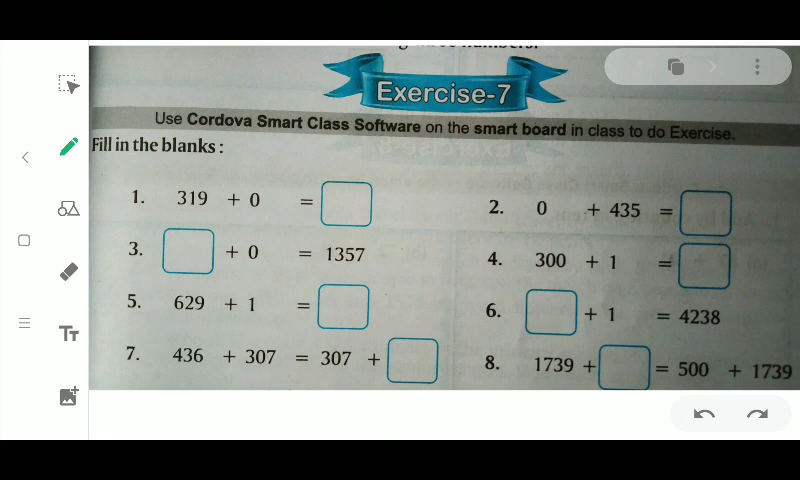 Exercise-7
Use Cordova Smart Class Software on the smart board in class to do Exercise.
Fill in the blanks :
1. 319 + 0 =
2. 0 + 435 =
3. + 0 = 1357
4. 300 + 1 =
5. 629 + 1 =
6. + 1 = 4238
7. 436 + 307 = 307 +
8. 1739 + = 500 + 1739
Tт